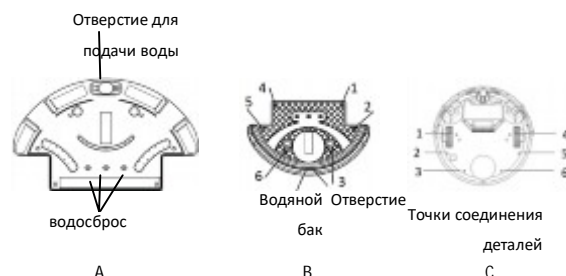 Отверстие для
подачи воды
водосброс
A
4 1
5 2
6 3
Водяной Отверстие
бак
B
1 4
2 5
3 6
Точки соединения
деталей
C